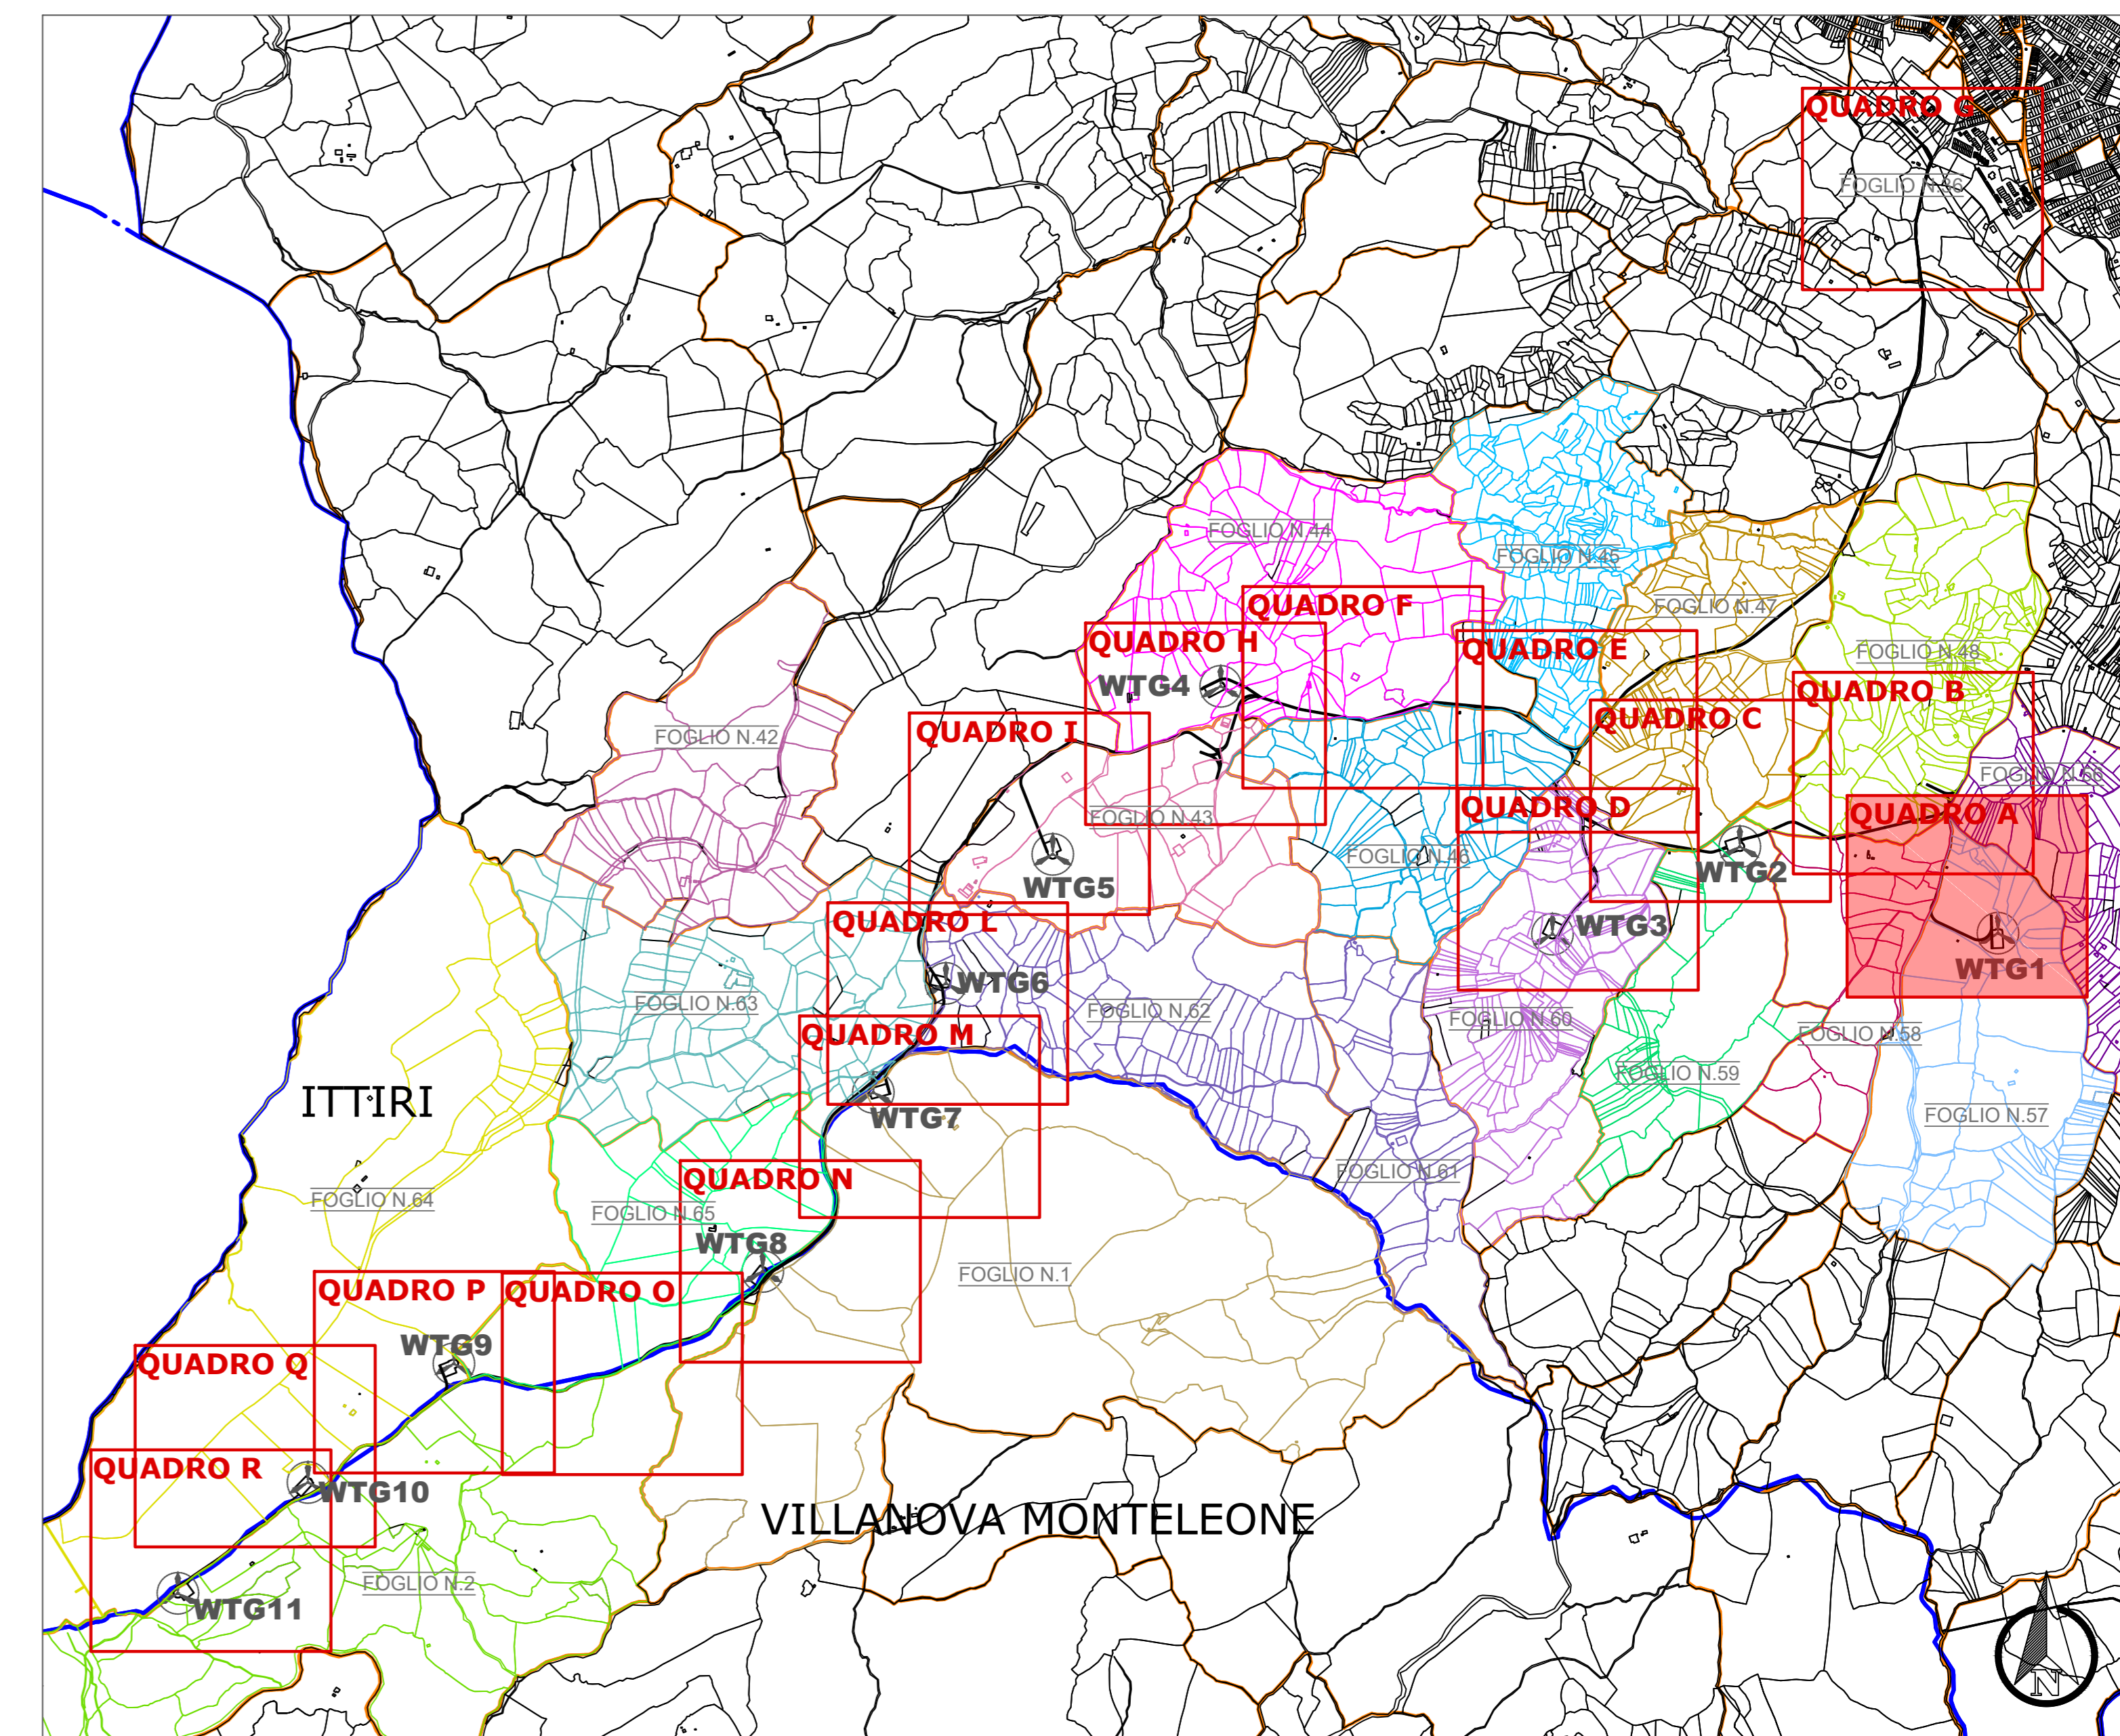 QUADRO G
FOGLIO N.36
FOGLIO N.44
FOGLIO N.45
QUADRO F
FOGLIO N.47
QUADRO H
QUADRO E
FOGLIO N.48
WTG4
QUADRO B
QUADRO I
QUADRO C
FOGLIO N.42
FOGLIO N.56
QUADRO D
FOGLIO N.43
QUADRO A
FOGLIO N.46
WTG5
WTG2
QUADRO L
WTG3
WTG1
WTG6
FOGLIO N.63
FOGLIO N.62
FOGLIO N.60
QUADRO M
FOGLIO N.58
FOGLIO N.59
ITTIRI
WTG7
FOGLIO N.57
FOGLIO N.61
QUADRO N
FOGLIO N.64
FOGLIO N.65
WTG8
FOGLIO N.1
QUADRO P
QUADRO O
WTG9
QUADRO Q
QUADRO R
WTG10
VILLANOVA MONTELEONE
FOGLIO N.2
WTG11
N